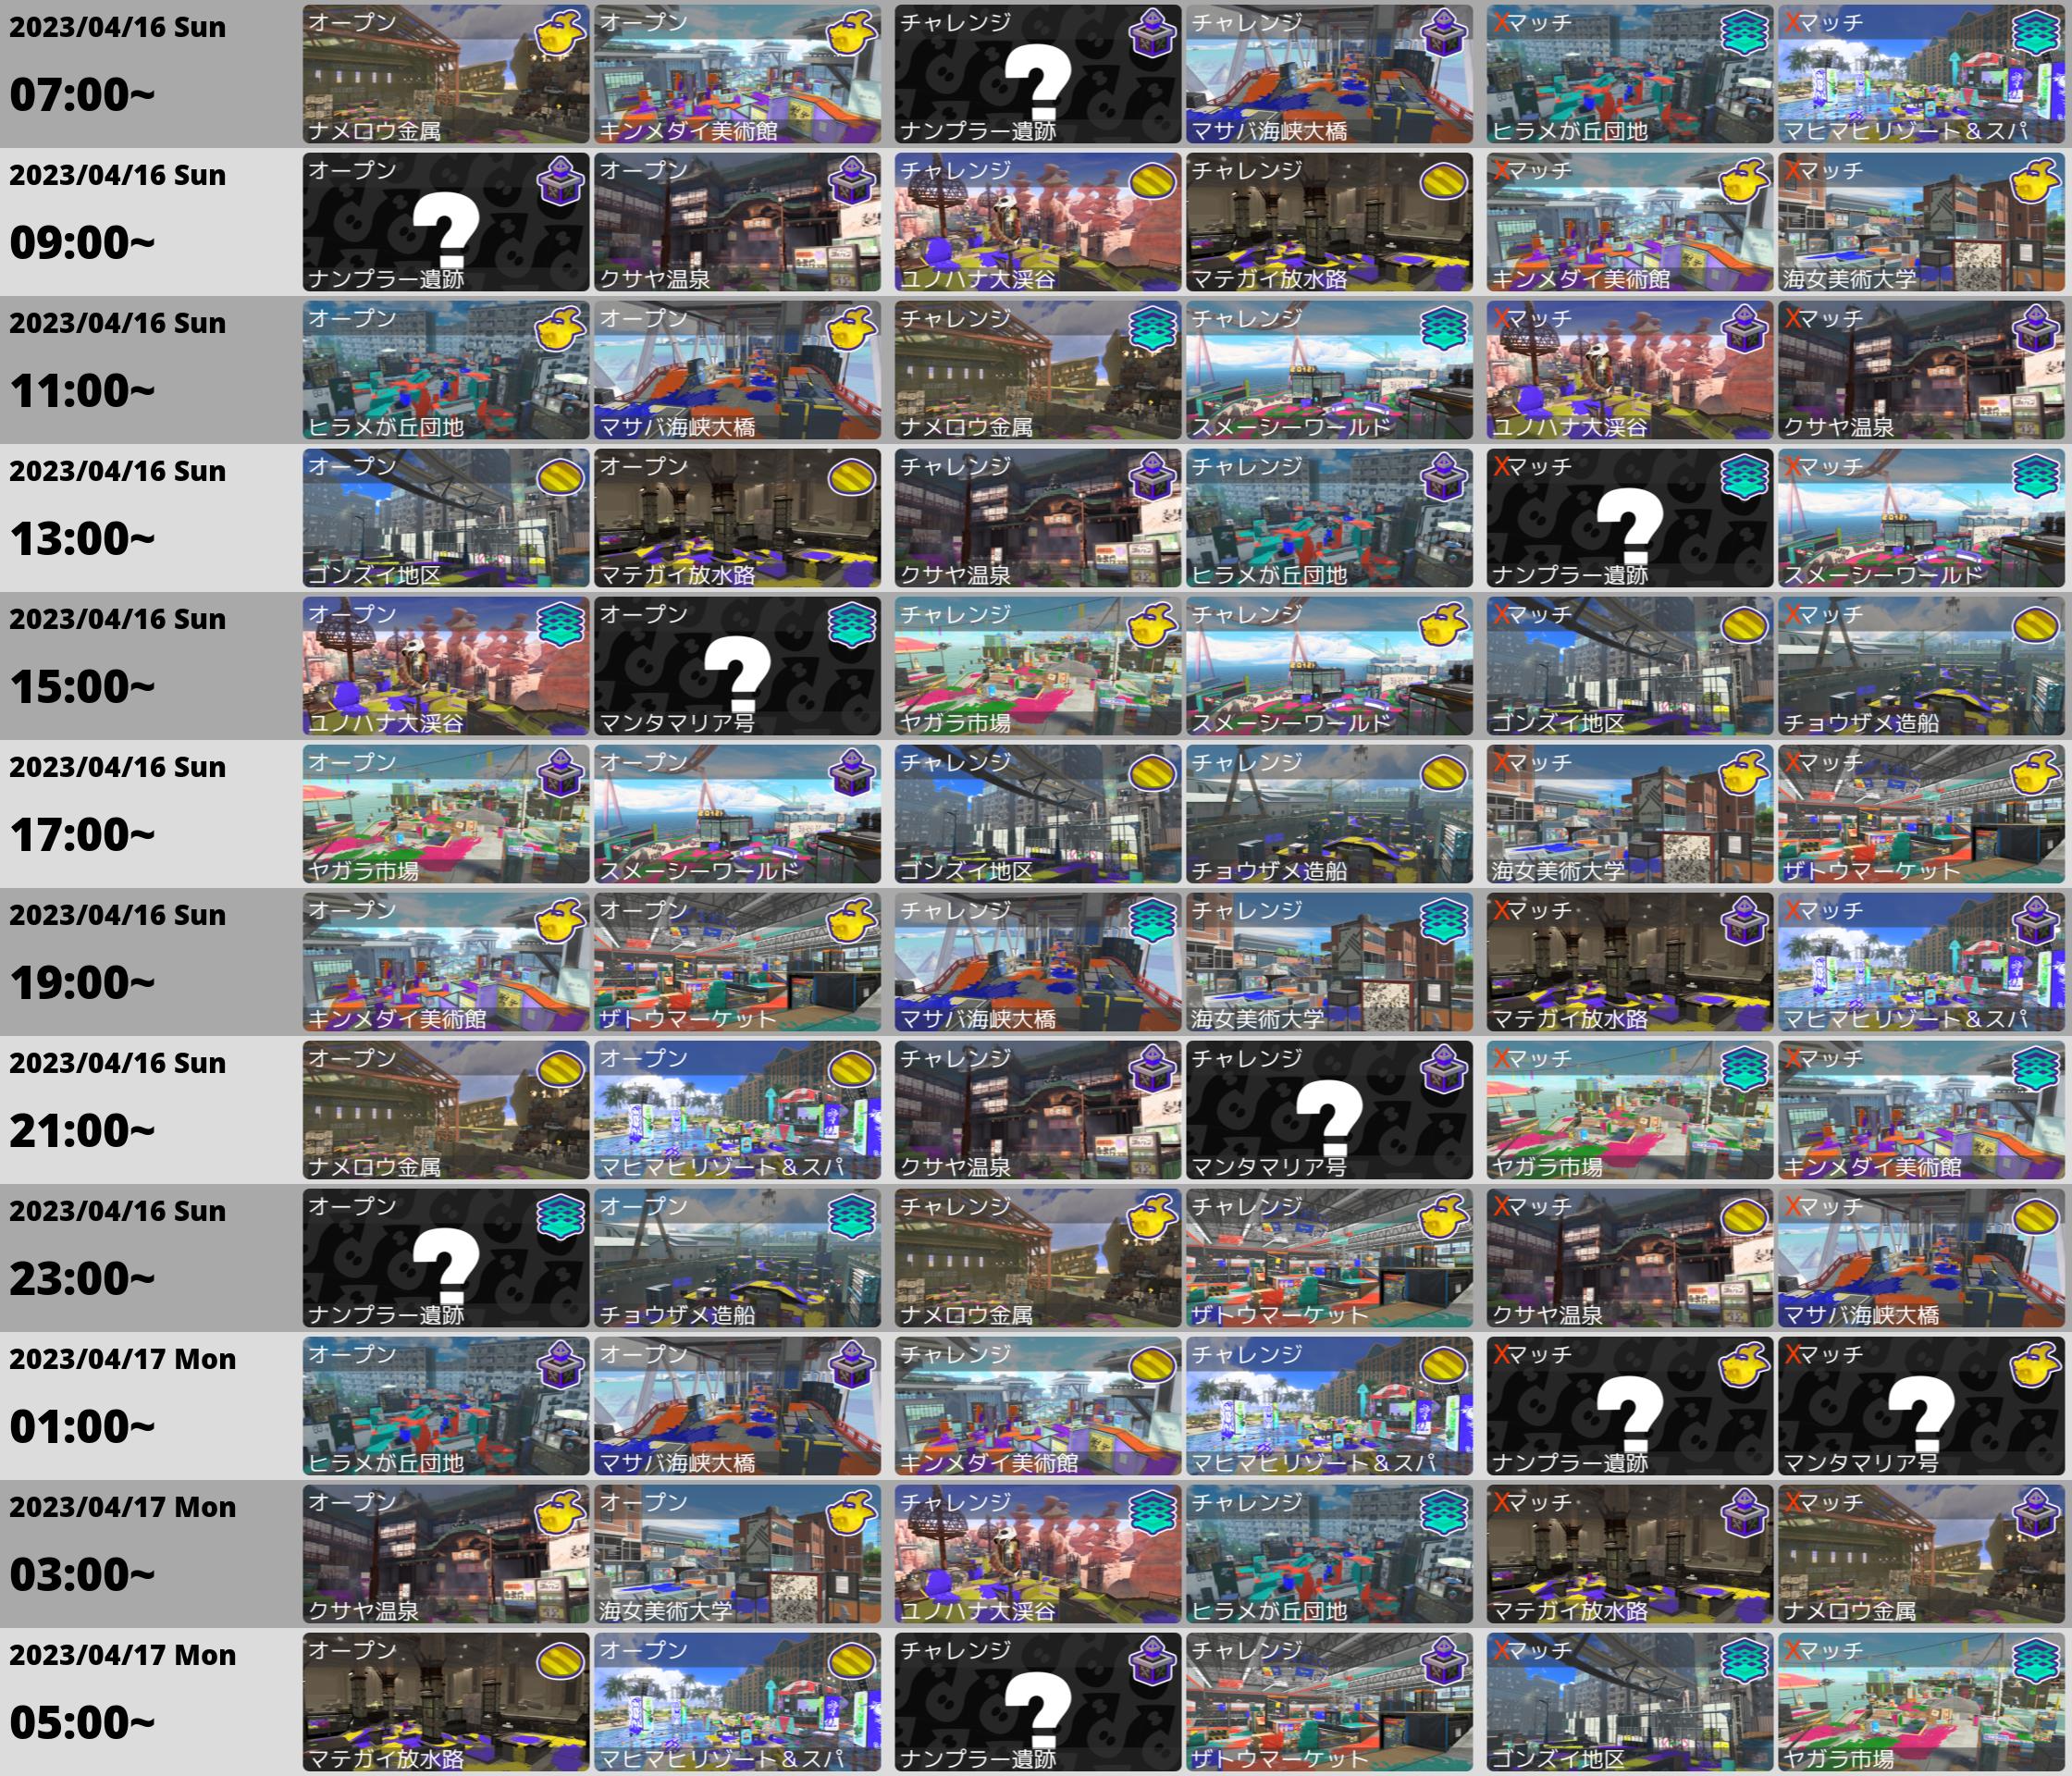 2023/04/16 Sun
07:00~
オープン
ナメロウ金属
オープン
キンメダイ美術館
チャレンジ
ナンプラー遺跡
チャレンジ
マサバ海峡大橋
Xマッチ
ヒラメが丘団地
Xマッチ
マヒマヒリゾート&スパ
2023/04/16 Sun
09:00~
オープン
ナンプラー遺跡
オープン
クサヤ温泉
チャレンジ
ユノハナ大渓谷
チャレンジ
マテガイ放水路
Xマッチ
キンメダイ美術館
Xマッチ
海女美術大学
2023/04/16 Sun
11:00~
オープン
ヒラメが丘団地
オープン
マサバ海峡大橋
チャレンジ
ナメロウ金属
チャレンジ
スメーシーワールド
Xマッチ
ユノハナ大渓谷
Xマッチ
クサヤ温泉
2023/04/16 Sun
13:00~
オープン
ゴンズイ地区
オープン
マテガイ放水路
チャレンジ
クサヤ温泉
チャレンジ
ヒラメが丘団地
Xマッチ
ナンプラー遺跡
Xマッチ
スメーシーワールド
2023/04/16 Sun
15:00~
オープン
ユノハナ大渓谷
オープン
マンタマリア号
チャレンジ
ヤガラ市場
チャレンジ
スメーシーワールド
Xマッチ
ゴンズイ地区
Xマッチ
チョウザメ造船
2023/04/16 Sun
17:00~
オープン
ヤガラ市場
オープン
スメーシーワールド
チャレンジ
ゴンズイ地区
チャレンジ
チョウザメ造船
Xマッチ
海女美術大学
Xマッチ
ザトウマーケット
2023/04/16 Sun
19:00~
オープン
キンメダイ美術館
オープン
ザトウマーケット
チャレンジ
マサバ海峡大橋
チャレンジ
海女美術大学
Xマッチ
マテガイ放水路
Xマッチ
マヒマヒリゾート&スパ
2023/04/16 Sun
21:00~
オープン
ナメロウ金属
オープン
マヒマヒリゾート&スパ
チャレンジ
クサヤ温泉
チャレンジ
マンタマリア号
Xマッチ
ヤガラ市場
Xマッチ
キンメダイ美術館
2023/04/16 Sun
23:00~
オープン
ナンプラー遺跡
オープン
チョウザメ造船
チャレンジ
ナメロウ金属
チャレンジ
ザトウマーケット
Xマッチ
クサヤ温泉
Xマッチ
マサバ海峡大橋
2023/04/17 Mon
01:00~
オープン
ヒラメが丘団地
オープン
マサバ海峡大橋
チャレンジ
キンメダイ美術館
チャレンジ
マヒマヒリゾート&スパ
Xマッチ
ナンプラー遺跡
Xマッチ
マンタマリア号
2023/04/17 Mon
03:00~
オープン
クサヤ温泉
オープン
海女美術大学
チャレンジ
ユノハナ大渓谷
チャレンジ
ヒラメが丘団地
Xマッチ
マテガイ放水路
Xマッチ
ナメロウ金属
2023/04/17 Mon
05:00~
オープン
マテガイ放水路
オープン
マヒマヒリゾート&スパ
チャレンジ
ナンプラー遺跡
チャレンジ
ザトウマーケット
Xマッチ
ゴンズイ地区
Xマッチ
ヤガラ市場